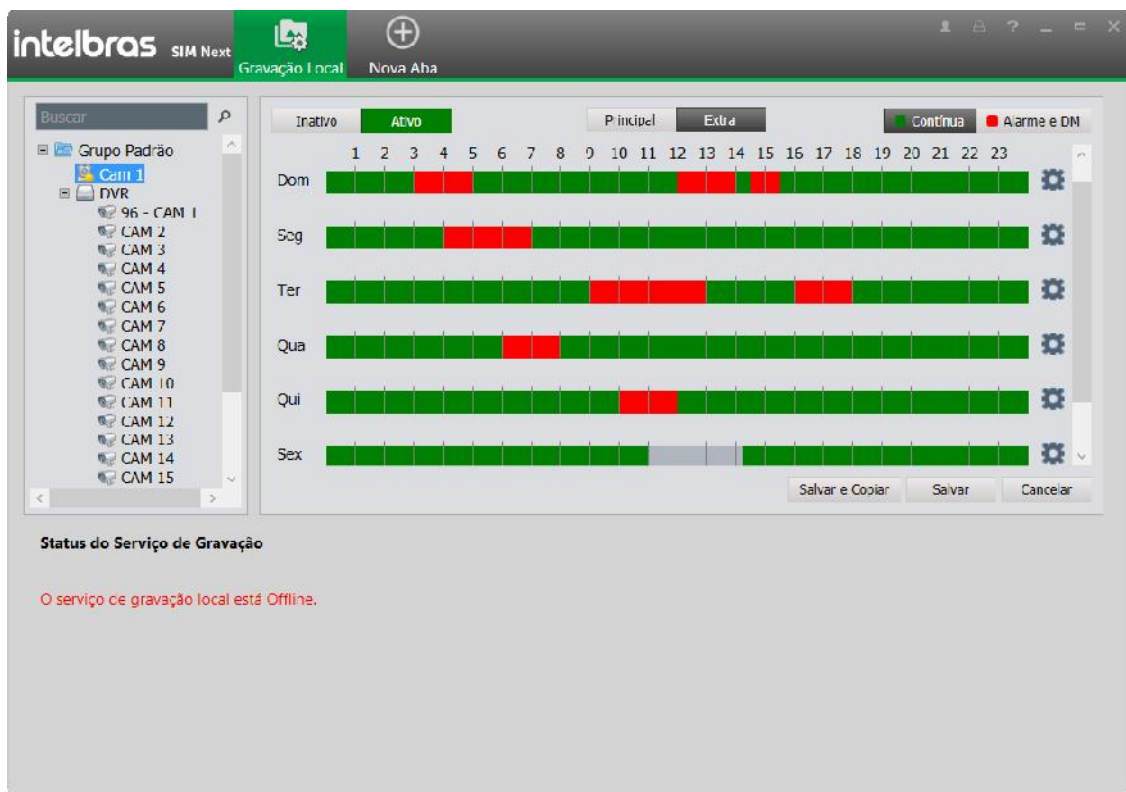 intelbras SIM Next
Gravação Local
Nova Aba
?
Buscar
Grupo Padrão
Cam 1
DVR
96 - CAM 1
CAM 2
CAM 3
CAM 4
CAM 5
CAM 6
CAM 7
CAM 8
CAM 9
CAM 10
CAM 11
CAM 12
CAM 13
CAM 14
CAM 15
Inativo Ativo
Principal Extra
Contínua Alarme e DM
1 2 3 4 5 6 7 8 9 10 11 12 13 14 15 16 17 18 19 20 21 22 23
Dom
Seg
Ter
Qua
Qui
Sex
Salvar e Copiar Salvar Cancelar
Status do Serviço de Gravação
O serviço de gravação local está Offline.